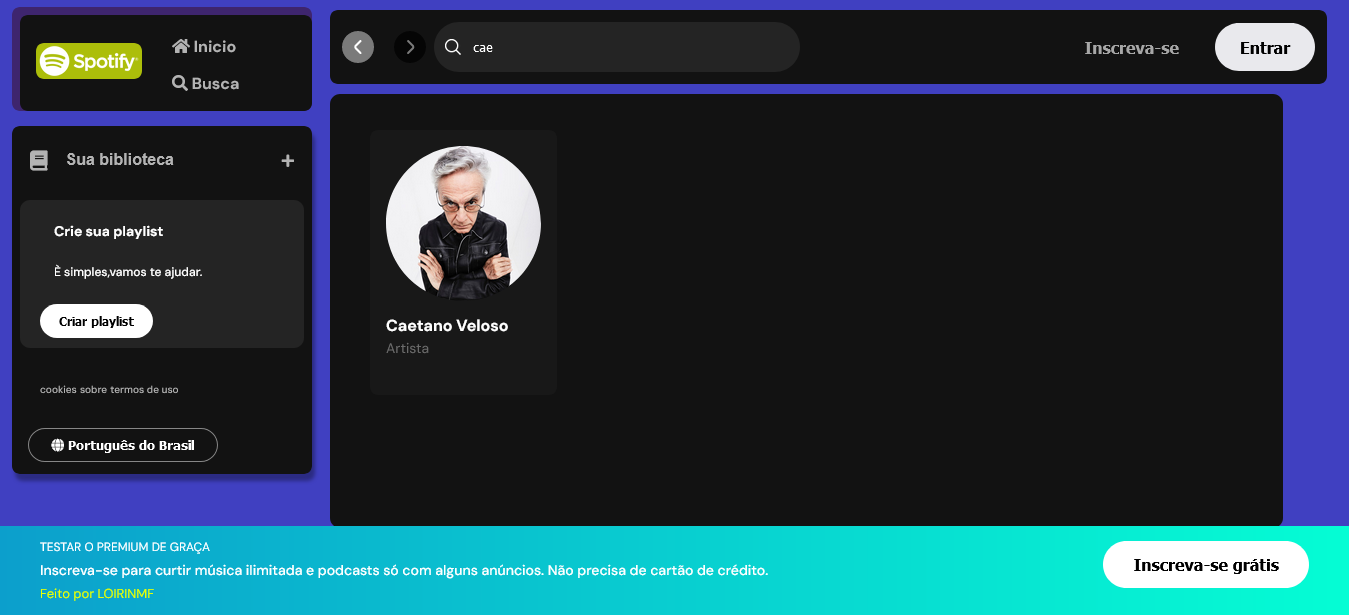 Spotify
Inicio
Busca
Sua biblioteca
Crie sua playlist
È simples,vamos te ajudar.
Criar playlist
cookies sobre termos de uso
Português do Brasil
cae
Inscreva-se
Entrar
Caetano Veloso
Artista
TESTAR O PREMIUM DE GRAÇA
Inscreva-se para curtir música ilimitada e podcasts só com alguns anúncios. Não precisa de cartão de crédito.
Feito por LOIRINMF
Inscreva-se grátis